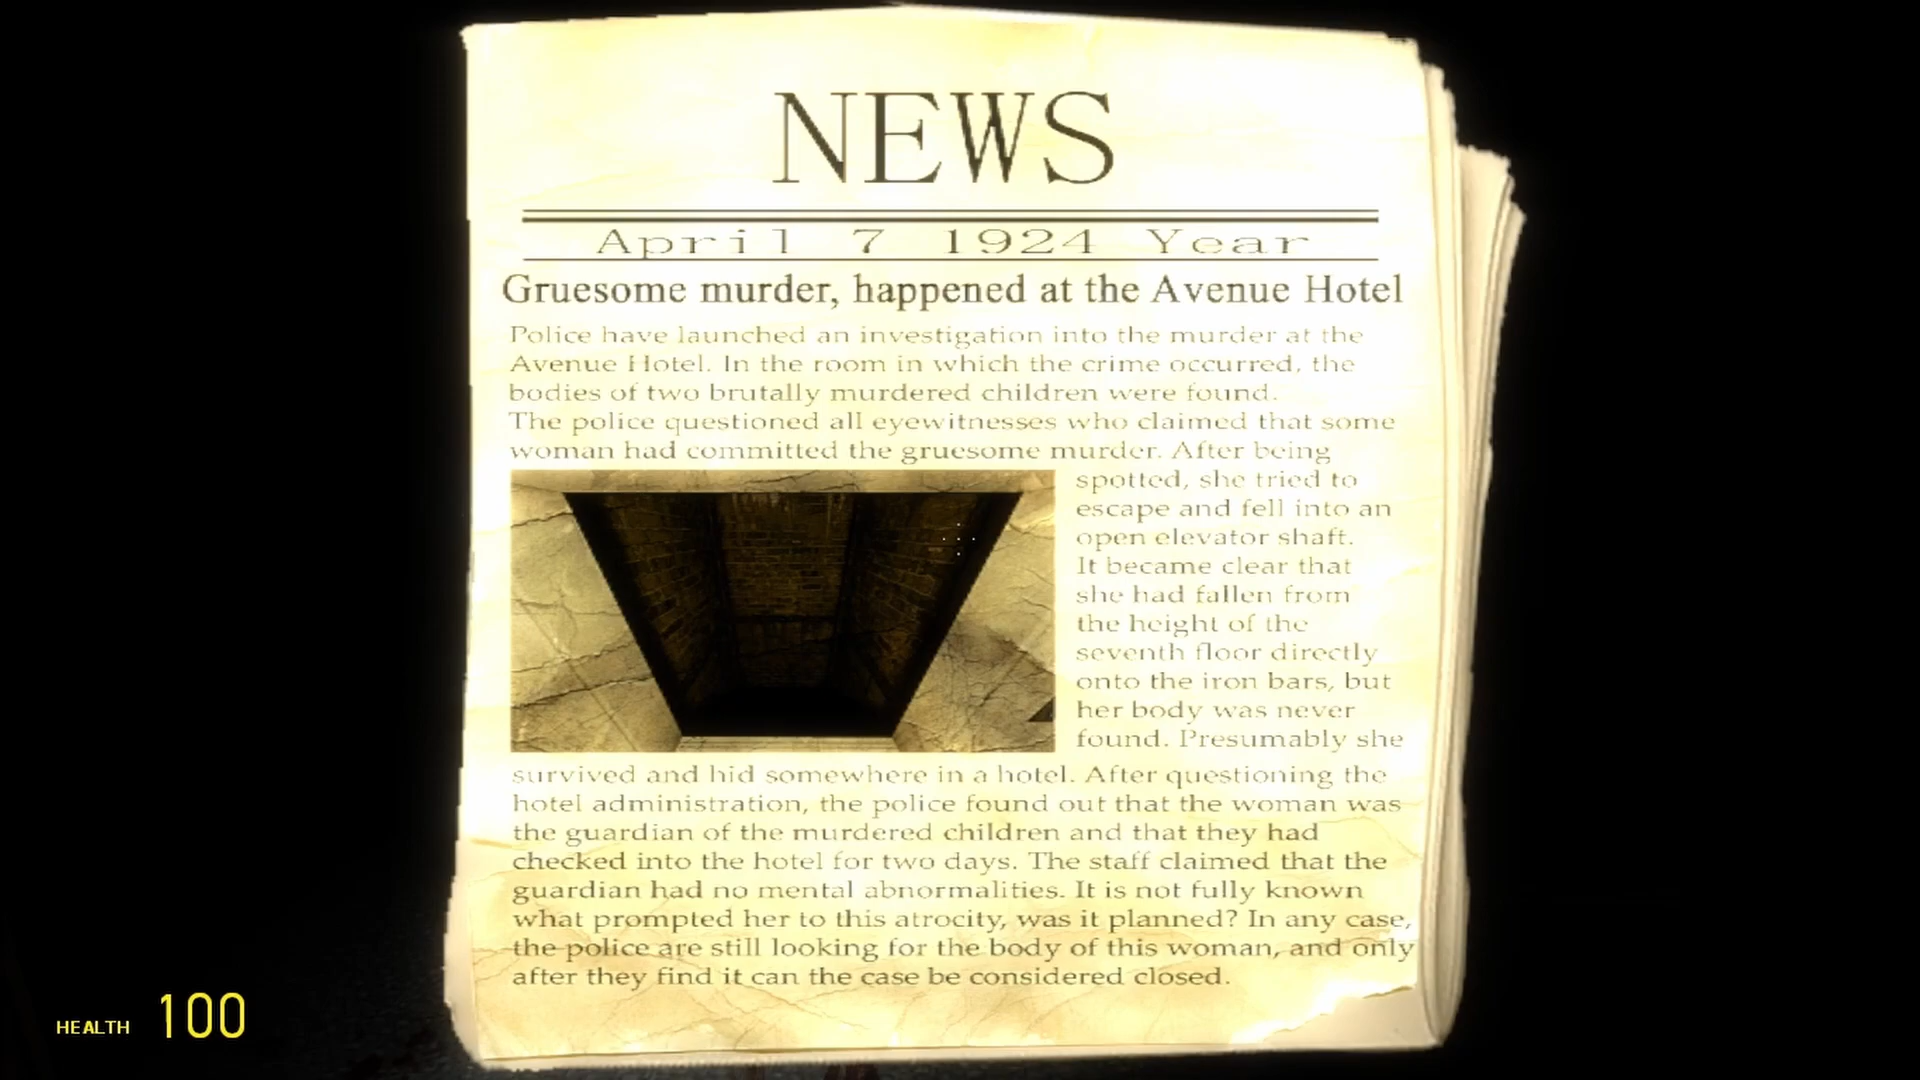 NEWS
April 7 1924 Year
Gruesome murder, happened at the Avenue Hotel
Police have launched an investigation into the murder at the
Avenue Hotel. In the room in which the crime occurred, the
bodies of two brutally murdered children were found.
The police questioned all eyewitnesses who claimed that some
woman had committed the gruesome murder. After being
spotted, she tried to
escape and fell into an
open elevator shaft.
It became clear that
she had fallen from
the height of the
seventh floor directly
onto the iron bars, but
her body was never
found. Presumably she
survived and hid somewhere in a hotel. After questioning the
hotel administration, the police found out that the woman was
the guardian of the murdered children and that they had
checked into the hotel for two days. The staff claimed that the
guardian had no mental abnormalities. It is not fully known
what prompted her to this atrocity, was it planned? In any case,
the police are still looking for the body of this woman, and only
after they find it can the case be considered closed.
HEALTH 100